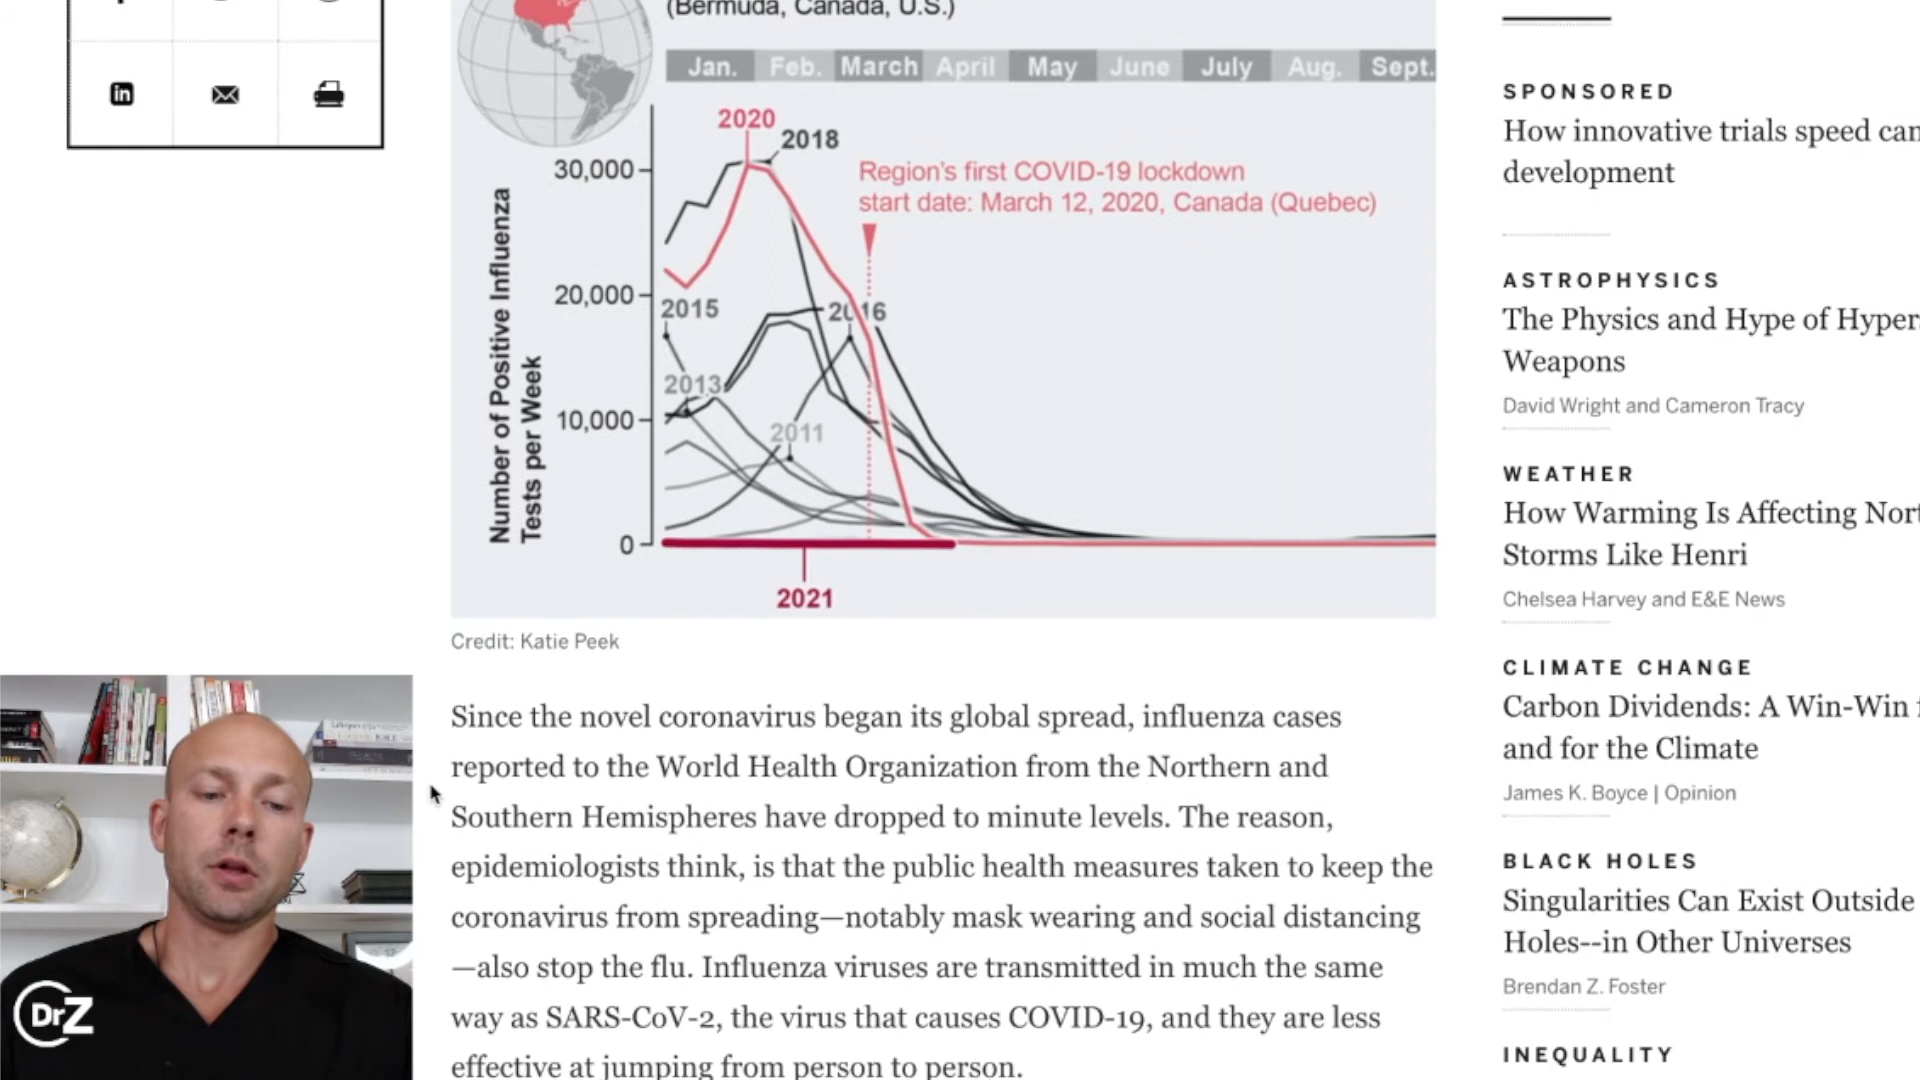 (Bermuda, Canada, U.S.)
Jan. Feb. March April May June July Aug. Sept.
2020
2018
30,000
Region's first COVID-19 lockdown
start date: March 12, 2020, Canada (Quebec)
20,000
2015
2016
2013
10,000
2011
0
2021
Number of Positive Influenza
Tests per Week
Credit: Katie Peek
Since the novel coronavirus began its global spread, influenza cases
reported to the World Health Organization from the Northern and
Southern Hemispheres have dropped to minute levels. The reason,
epidemiologists think, is that the public health measures taken to keep the
coronavirus from spreading—notably mask wearing and social distancing
—also stop the flu. Influenza viruses are transmitted in much the same
way as SARS-CoV-2, the virus that causes COVID-19, and they are less
effective at jumping from person to person.
in
DrZ
SPONSORED
How innovative trials speed can
development
ASTROPHYSICS
The Physics and Hype of Hyper
Weapons
David Wright and Cameron Tracy
WEATHER
How Warming Is Affecting Nort
Storms Like Henri
Chelsea Harvey and E&E News
CLIMATE CHANGE
Carbon Dividends: A Win-Win
and for the Climate
James K. Boyce | Opinion
BLACK HOLES
Singularities Can Exist Outside
Holes--in Other Universes
Brendan Z. Foster
INEQUALITY